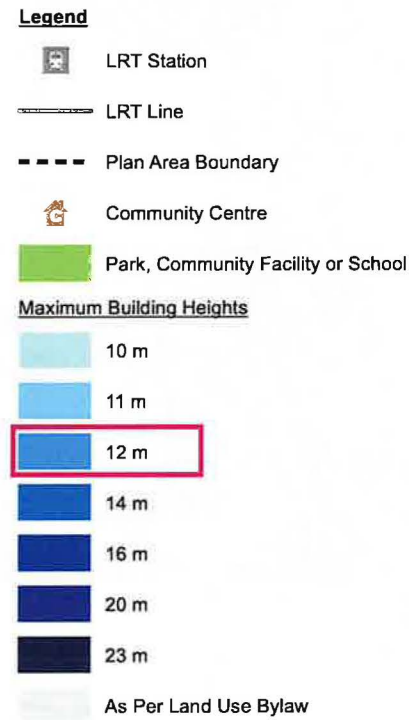 Legend
LRT Station
LRT Line
Plan Area Boundary
Community Centre
Park, Community Facility or School
Maximum Building Heights
10 m
11 m
12 m
14 m
16 m
20 m
23 m
As Per Land Use Bylaw